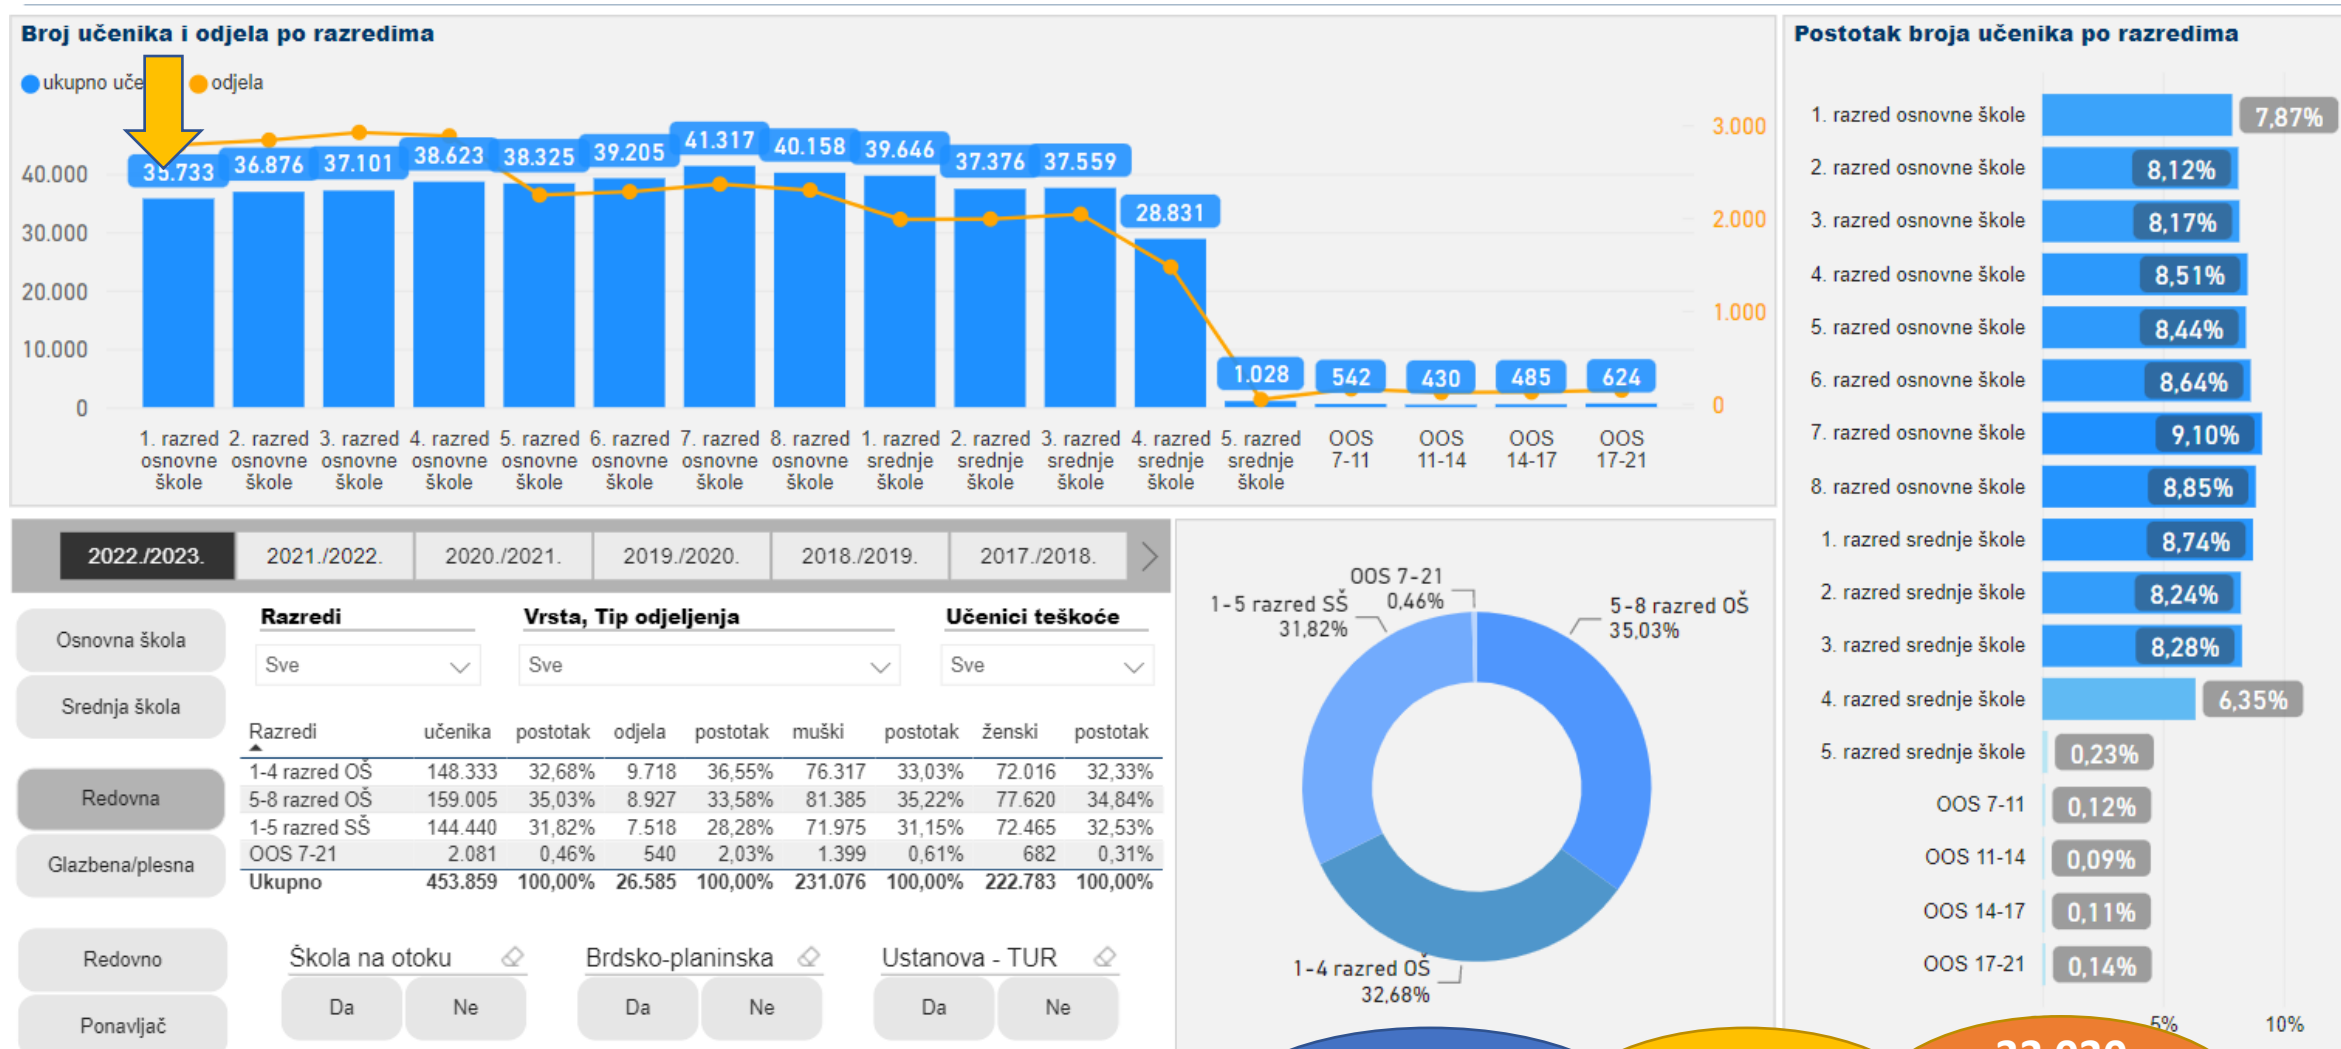 Broj učenika i odjela po razredima
ukupno uče
odjela
40.000
30.000
20.000
10.000
0
3.000
2.000
1.000
0
35.733
36.876
37.101
38.623
38.325
39.205
41.317
40.158
39.646
37.376
37.559
28.831
1.028
542
430
485
624
1. razred osnovne škole
2. razred osnovne škole
3. razred osnovne škole
4. razred osnovne škole
5. razred osnovne škole
6. razred osnovne škole
7. razred osnovne škole
8. razred osnovne škole
1. razred srednje škole
2. razred srednje škole
3. razred srednje škole
4. razred srednje škole
5. razred srednje škole
OOS 7-11
OOS 11-14
OOS 14-17
OOS 17-21
Postotak broja učenika po razredima
1. razred osnovne škole 7,87%
2. razred osnovne škole 8,12%
3. razred osnovne škole 8,17%
4. razred osnovne škole 8,51%
5. razred osnovne škole 8,44%
6. razred osnovne škole 8,64%
7. razred osnovne škole 9,10%
8. razred osnovne škole 8,85%
1. razred srednje škole 8,74%
2. razred srednje škole 8,24%
3. razred srednje škole 8,28%
4. razred srednje škole 6,35%
5. razred srednje škole 0,23%
OOS 7-11 0,12%
OOS 11-14 0,09%
OOS 14-17 0,11%
OOS 17-21 0,14%
5% 10%
2022./2023. 2021./2022. 2020./2021. 2019./2020. 2018./2019. 2017./2018.
Osnovna škola
Srednja škola
Redovna
Glazbena/plesna
Redovno
Ponavljač
Razredi
Sve
Vrsta, Tip odjeljenja
Sve
Učenici teškoće
Sve
Razredi učenika postotak odjela postotak muški postotak ženski postotak
1-4 razred OŠ 148.333 32,68% 9.718 36,55% 76.317 33,03% 72.016 32,33%
5-8 razred OŠ 159.005 35,03% 8.927 33,58% 81.385 35,22% 77.620 34,84%
1-5 razred SŠ 144.440 31,82% 7.518 28,28% 71.975 31,15% 72.465 32,53%
OOS 7-21 2.081 0,46% 540 2,03% 1.399 0,61% 682 0,31%
Ukupno 453.859 100,00% 26.585 100,00% 231.076 100,00% 222.783 100,00%
Škola na otoku
Da Ne
Brdsko-planinska
Da Ne
Ustanova - TUR
Da Ne
OOS 7-21
0,46%
1-5 razred SŠ
31,82%
5-8 razred OŠ
35,03%
1-4 razred OŠ
32,68%